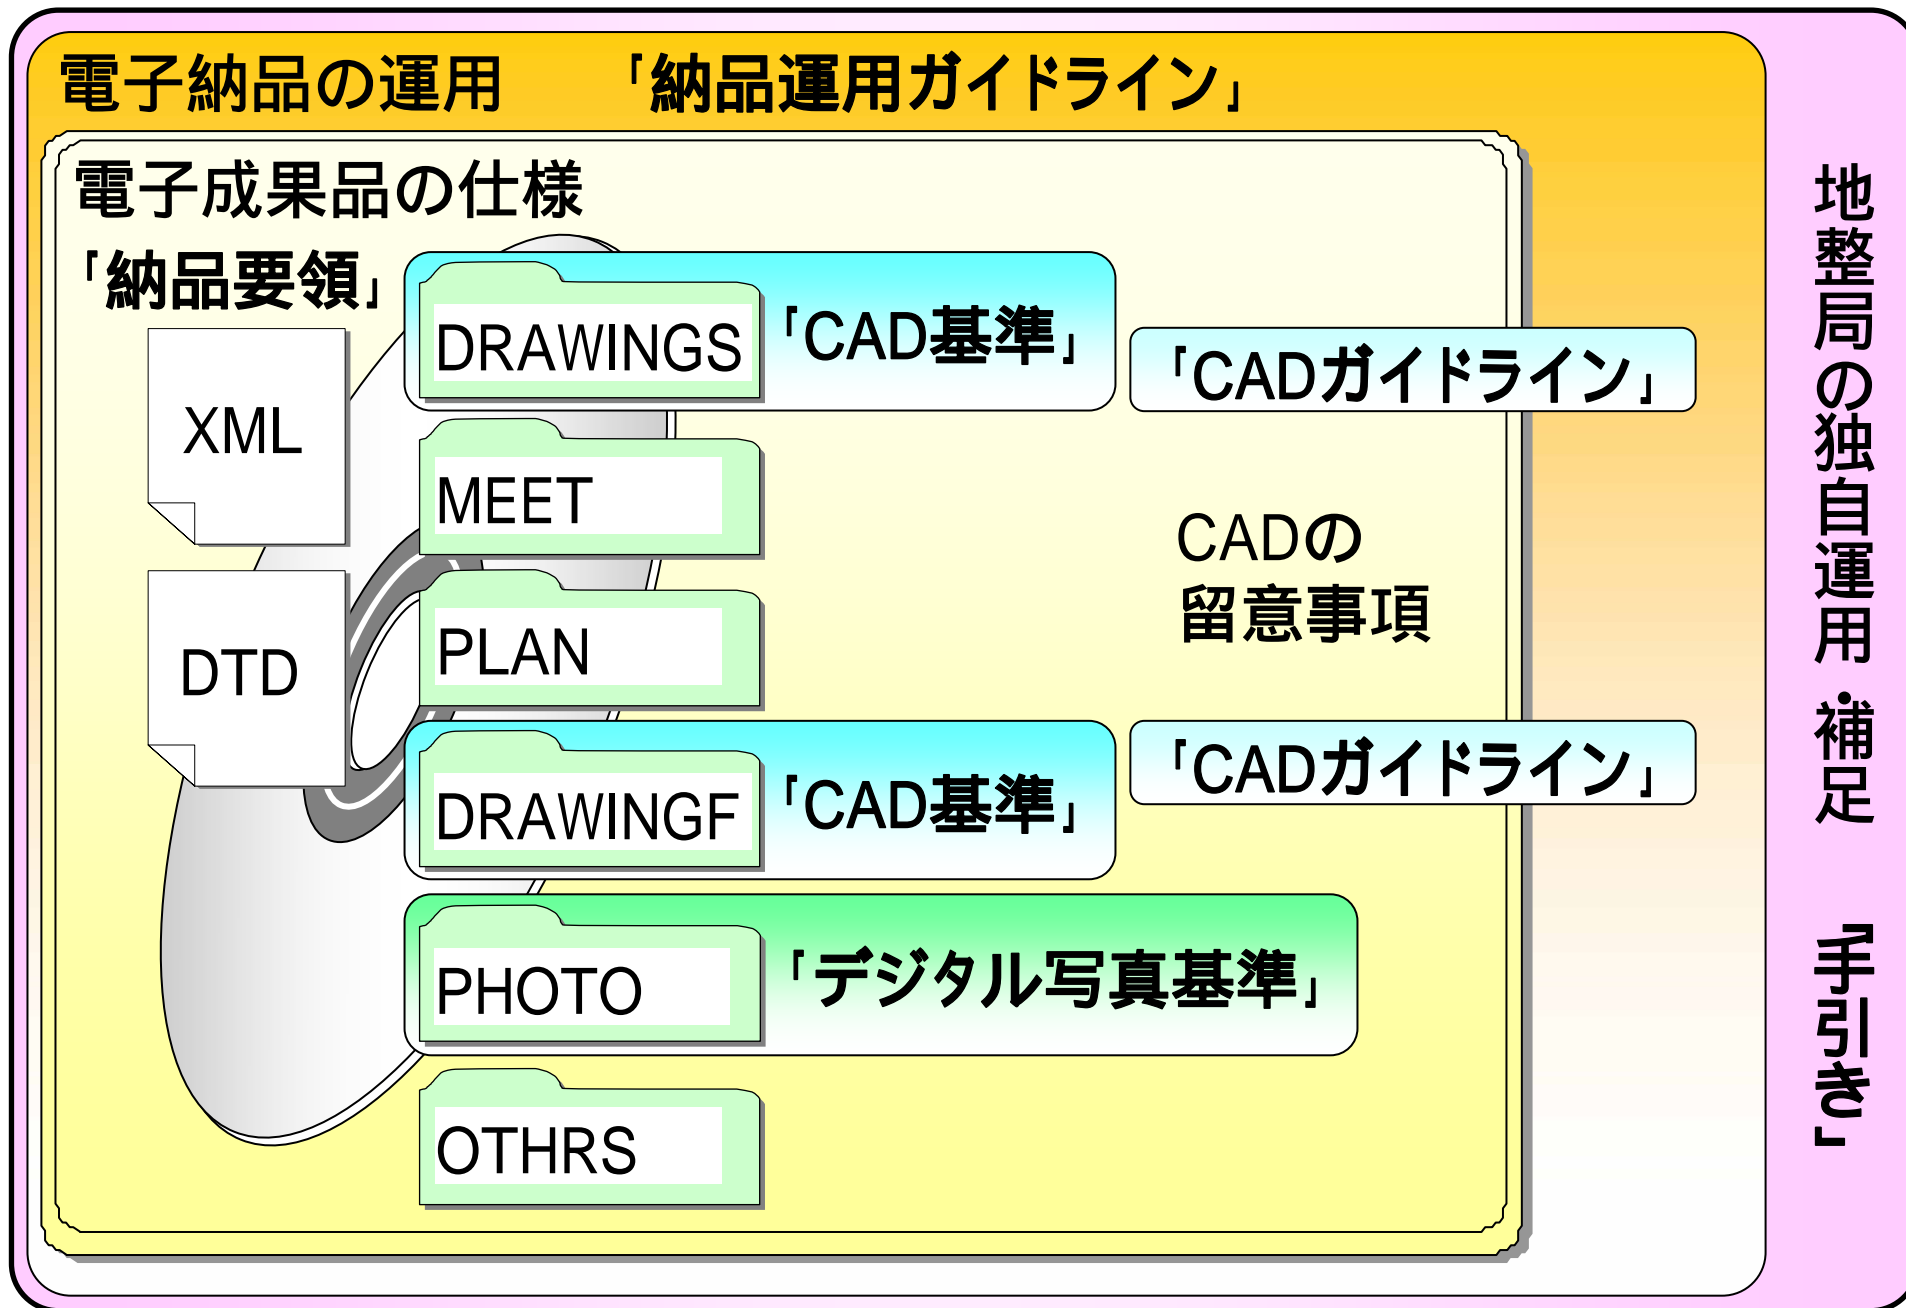 電子納品の運用　「納品運用ガイドライン」
電子成果品の仕様
「納品要領」
XML
DTD
DRAWINGS
「CAD基準」
「CADガイドライン」
MEET
PLAN
CADの
留意事項
DRAWINGF
「CAD基準」
「CADガイドライン」
PHOTO
「デジタル写真基準」
OTHRS
地整局の独自運用・補足　「手引き」